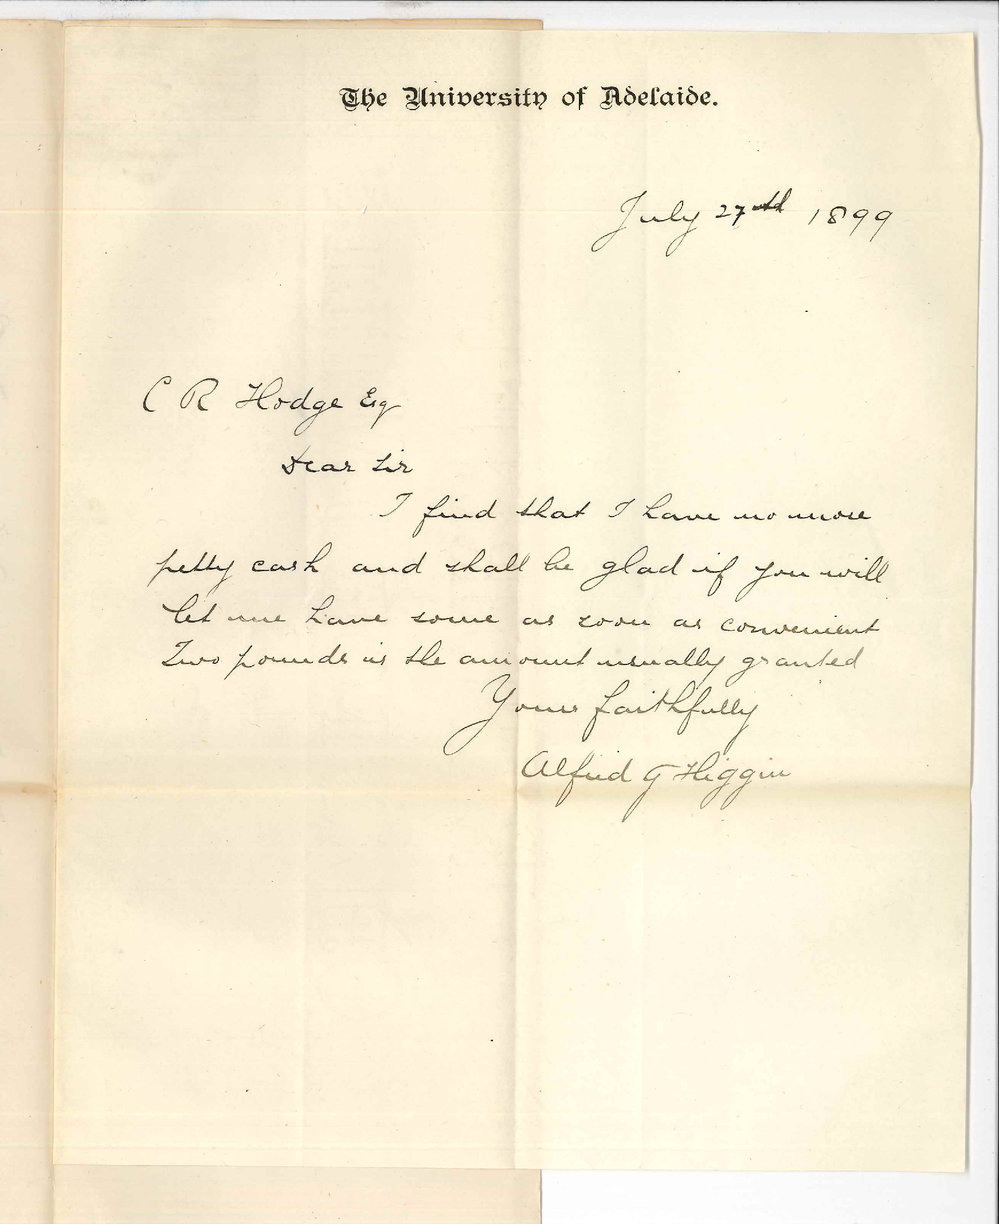 The University of Adelaide.
July 27th 1899
C R Hodge Esq
Dear Sir
I find that I have no more
petty cash and shall be glad if you will
let me have some as soon as convenient
Two pounds is the amount usually granted
Yours faithfully
Alfred G Higgin